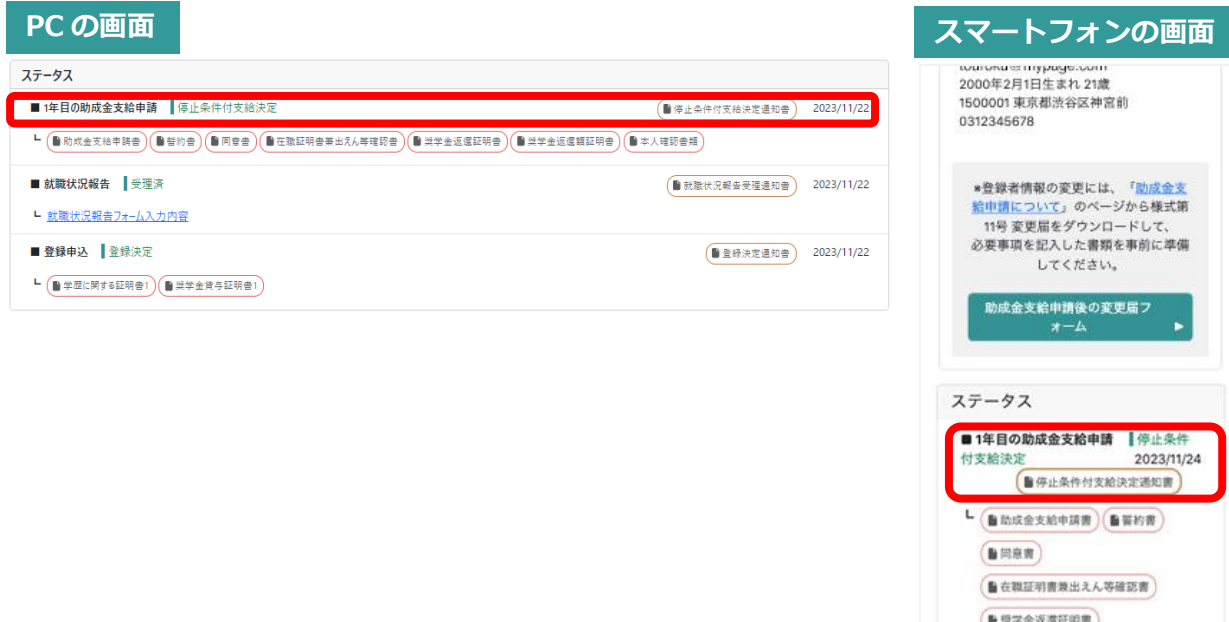 PC の画面
ステータス
■ 1年目の助成金支給申請 停止条件付支給決定 停止条件付支給決定通知書 2023/11/22
┗ 助成金支給申請書 誓約書 同意書 在職証明書兼出えん等確認書 奨学金返還証明書 奨学金返還額証明書 本人確認書類
■ 就職状況報告 受理済 就職状況報告受理通知書 2023/11/22
┗ 就職状況報告フォーム入力内容
■ 登録申込 登録決定 登録決定通知書 2023/11/22
┗ 学歴に関する証明書1 奨学金貸与証明書1
スマートフォンの画面
touroku@mypage.com
2000年2月1日生まれ 21歳
1500001 東京都渋谷区神宮前
0312345678
※登録者情報の変更には、「助成金支
給申請について」のページから様式第
11号 変更届をダウンロードして、
必要事項を記入した書類を事前に準備
してください。
助成金支給申請後の変更届フ
ォーム ▶
ステータス
■ 1年目の助成金支給申請 停止条件
付支給決定 2023/11/24
停止条件付支給決定通知書
┗ 助成金支給申請書 誓約書
同意書
在職証明書兼出えん等確認書
奨学金返還証明書